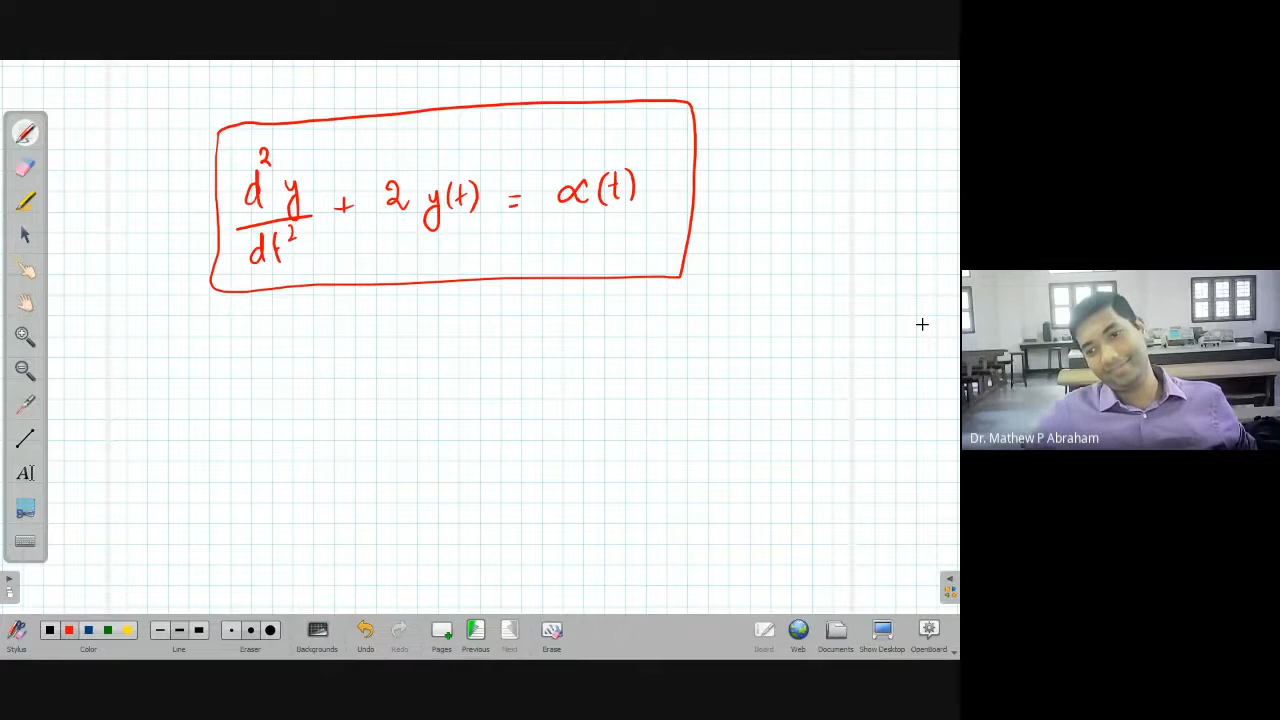 d²y/dt² + 2 y(t) = x(t)
Dr. Mathew P Abraham
AI
Stylus
Color
Line
Eraser
Backgrounds
Undo
Redo
Pages
Previous
Next
Erase
Board
Web
Documents
Show Desktop
OpenBoard